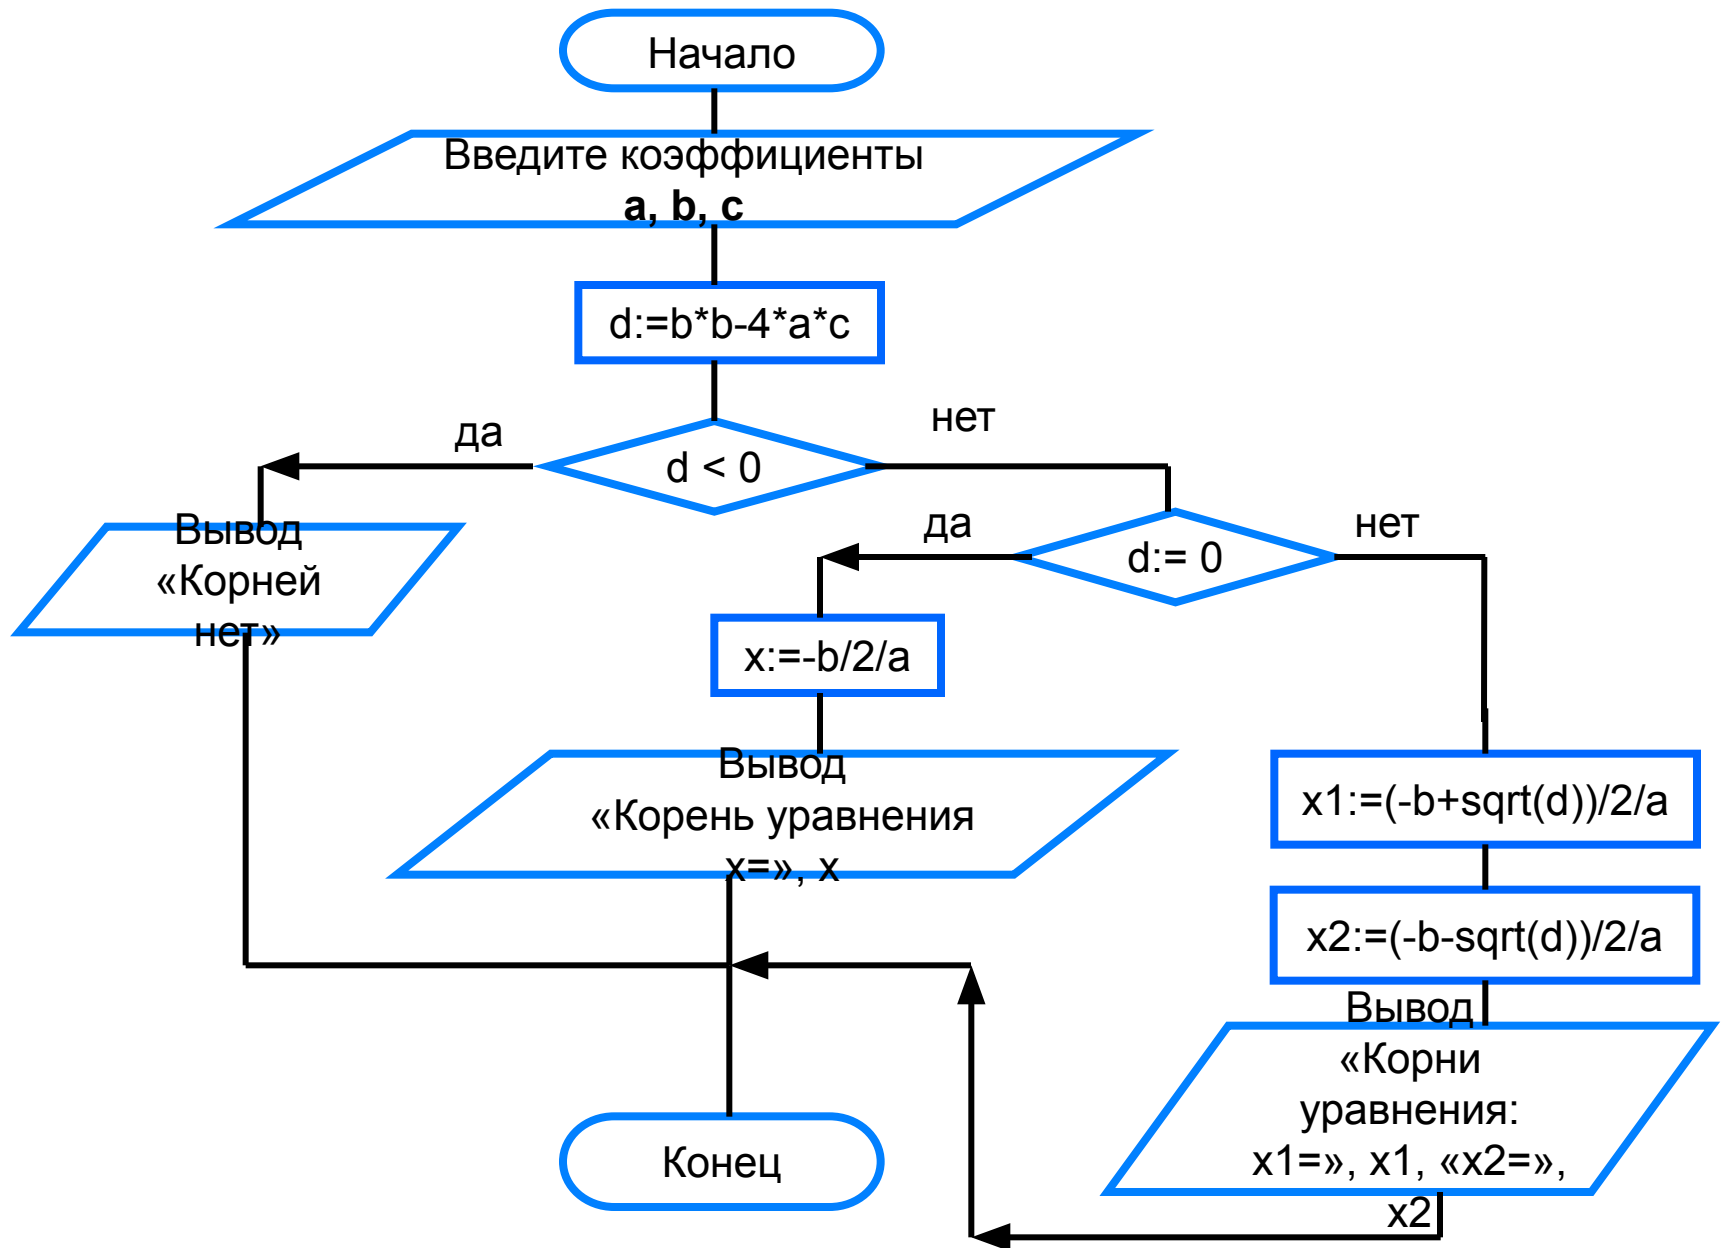 Начало
Введите коэффициенты
a, b, c
d:=b*b-4*a*c
да
нет
d < 0
Вывод
«Корней
нет»
да
нет
d:= 0
x:=-b/2/a
Вывод
«Корень уравнения
x=», x
x1:=(-b+sqrt(d))/2/a
x2:=(-b-sqrt(d))/2/a
Вывод
«Корни
уравнения:
x1=», x1, «x2=»,
x2
Конец